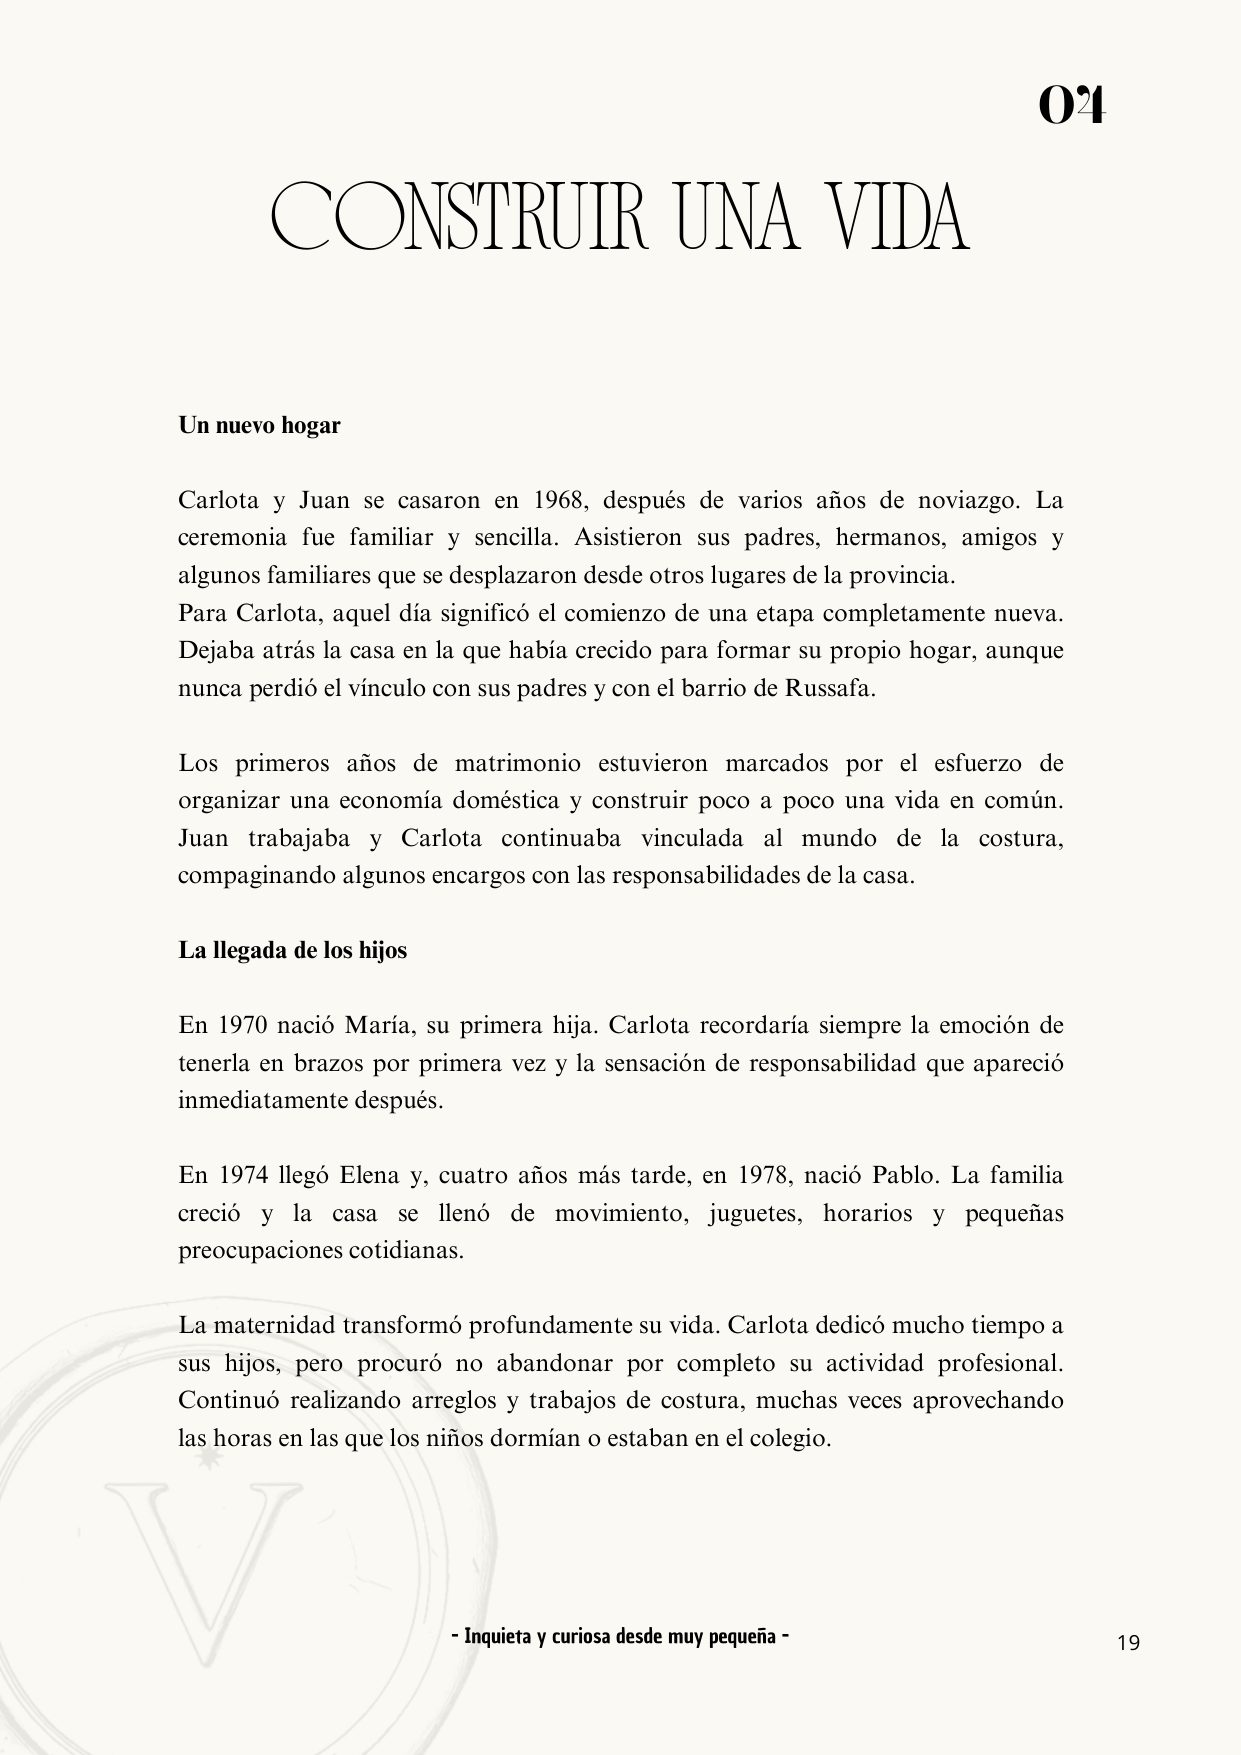 04
CONSTRUIR UNA VIDA
Un nuevo hogar
Carlota y Juan se casaron en 1968, después de varios años de noviazgo. La
ceremonia fue familiar y sencilla. Asistieron sus padres, hermanos, amigos y
algunos familiares que se desplazaron desde otros lugares de la provincia.
Para Carlota, aquel día significó el comienzo de una etapa completamente nueva.
Dejaba atrás la casa en la que había crecido para formar su propio hogar, aunque
nunca perdió el vínculo con sus padres y con el barrio de Russafa.
Los primeros años de matrimonio estuvieron marcados por el esfuerzo de
organizar una economía doméstica y construir poco a poco una vida en común.
Juan trabajaba y Carlota continuaba vinculada al mundo de la costura,
compaginando algunos encargos con las responsabilidades de la casa.
La llegada de los hijos
En 1970 nació María, su primera hija. Carlota recordaría siempre la emoción de
tenerla en brazos por primera vez y la sensación de responsabilidad que apareció
inmediatamente después.
En 1974 llegó Elena y, cuatro años más tarde, en 1978, nació Pablo. La familia
creció y la casa se llenó de movimiento, juguetes, horarios y pequeñas
preocupaciones cotidianas.
La maternidad transformó profundamente su vida. Carlota dedicó mucho tiempo a
sus hijos, pero procuró no abandonar por completo su actividad profesional.
Continuó realizando arreglos y trabajos de costura, muchas veces aprovechando
las horas en las que los niños dormían o estaban en el colegio.
V
- Inquieta y curiosa desde muy pequeña -
19